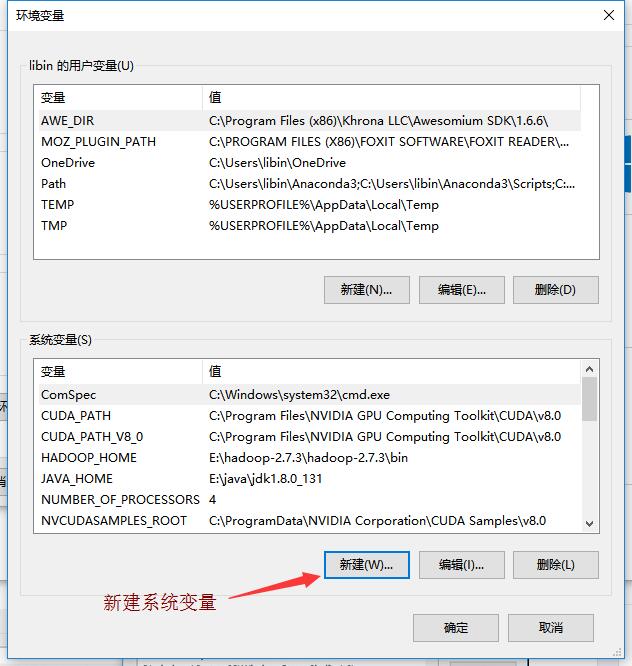 环境变量
libin 的用户变量(U)
变量 值
AWE_DIR C:\Program Files (x86)\Khrona LLC\Awesomium SDK\1.6.6\
MOZ_PLUGIN_PATH C:\PROGRAM FILES (X86)\FOXIT SOFTWARE\FOXIT READER\...
OneDrive C:\Users\libin\OneDrive
Path C:\Users\libin\Anaconda3;C:\Users\libin\Anaconda3\Scripts;C:...
TEMP %USERPROFILE%\AppData\Local\Temp
TMP %USERPROFILE%\AppData\Local\Temp
新建(N)... 编辑(E)... 删除(D)
系统变量(S)
变量 值
ComSpec C:\Windows\system32\cmd.exe
CUDA_PATH C:\Program Files\NVIDIA GPU Computing Toolkit\CUDA\v8.0
CUDA_PATH_V8_0 C:\Program Files\NVIDIA GPU Computing Toolkit\CUDA\v8.0
HADOOP_HOME E:\hadoop-2.7.3\hadoop-2.7.3\bin
JAVA_HOME E:\java\jdk1.8.0_131
NUMBER_OF_PROCESSORS 4
NVCUDASAMPLES_ROOT C:\ProgramData\NVIDIA Corporation\CUDA Samples\v8.0
新建(W)... 编辑(I)... 删除(L)
新建系统变量
确定 取消